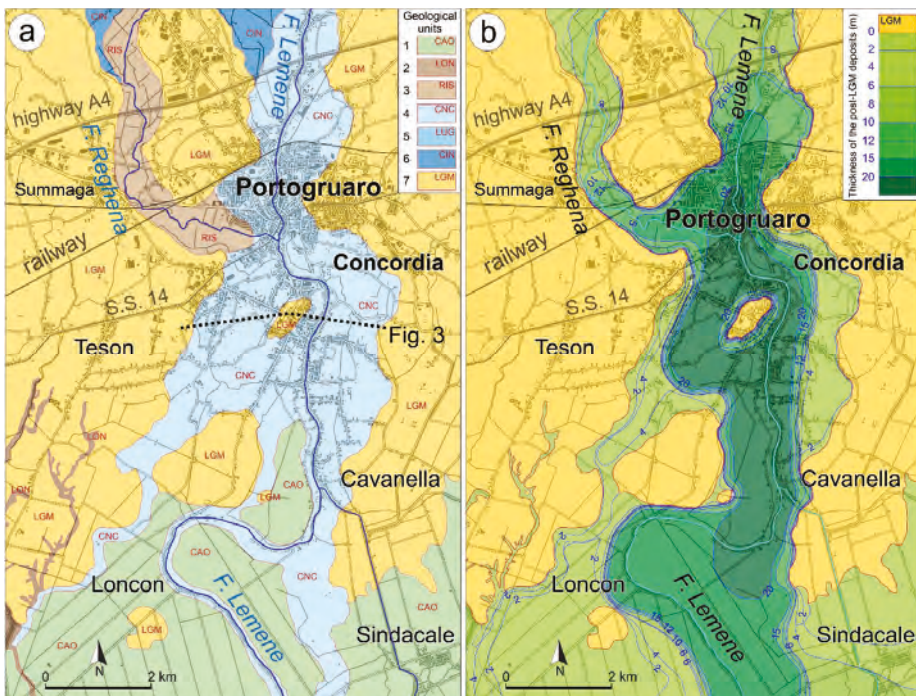 a
Geological
units
1 CAO
2 LON
3 RIS
4 CNC
5 LUG
6 CIN
7 LGM
CIN
RIS
CIN
F. Lemene
LGM
highway A4
LGM
CNC
F. Reghena
Summaga
Portogruaro
railway
RIS
LGM
Concordia
S.S. 14
CNC
LGM
Fig. 3
Teson
CNC
LGM
LON
LGM
CAO
Cavanella
LON
LGM
LGM
CNC
CAO
CNC
Loncon
F. Lemene
CAO
LGM
CAO
Sindacale
N
0 2 km
b
LGM
Thickness of the post-LGM deposits (m)
0
2
4
6
8
10
12
15
20
F. Lemene
highway A4
F. Reghena
Summaga
Portogruaro
railway
Concordia
S.S. 14
Teson
Cavanella
Loncon
F. Lemene
Sindacale
N
0 2 km